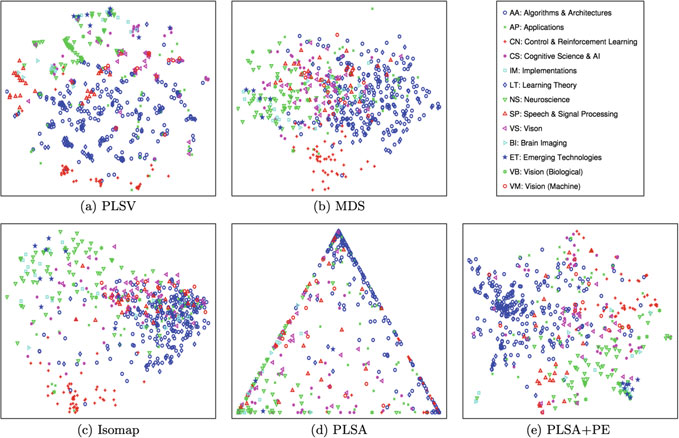 AA: Algorithms & Architectures
AP: Applications
CN: Control & Reinforcement Learning
CS: Cognitive Science & AI
IM: Implementations
LT: Learning Theory
NS: Neuroscience
SP: Speech & Signal Processing
VS: Vison
BI: Brain Imaging
ET: Emerging Technologies
VB: Vision (Biological)
VM: Vision (Machine)
(a) PLSV
(b) MDS
(c) Isomap
(d) PLSA
(e) PLSA+PE